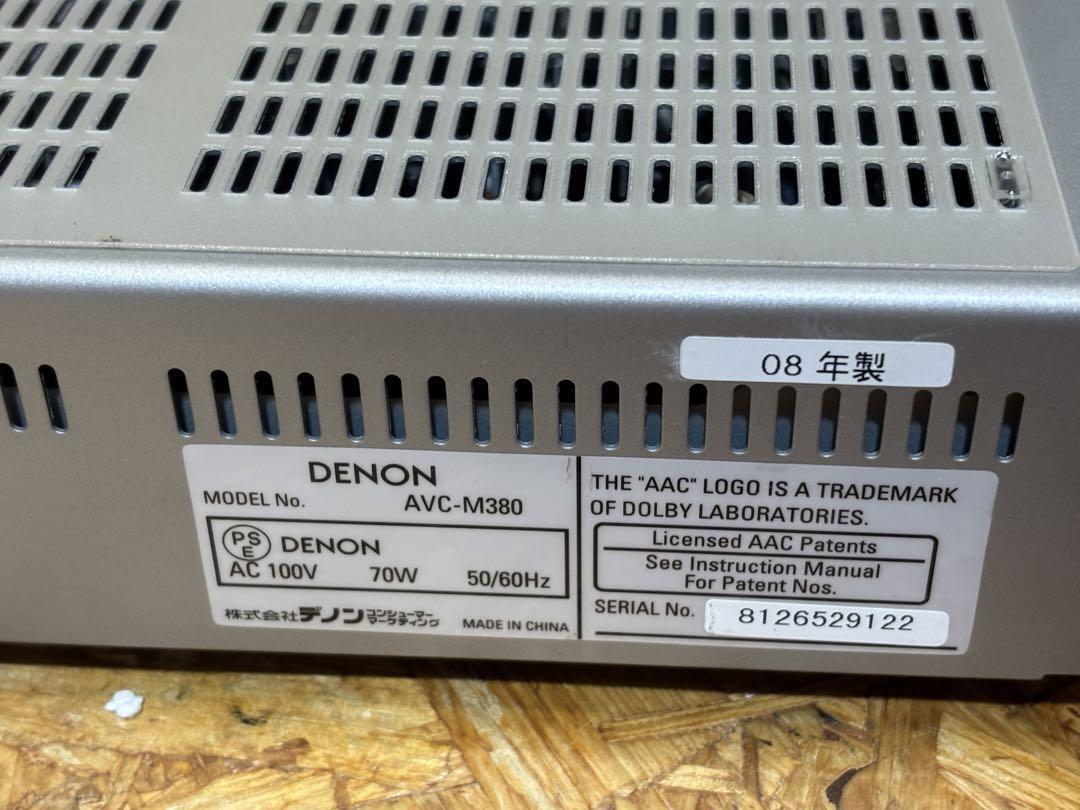 08 年製
DENON
MODEL No. AVC-M380
PS
E
DENON
AC 100V 70W 50/60Hz
株式会社デノン コンシューマー
マーケティング
MADE IN CHINA
THE "AAC" LOGO IS A TRADEMARK
OF DOLBY LABORATORIES.
Licensed AAC Patents
See Instruction Manual
For Patent Nos.
SERIAL No. 8126529122